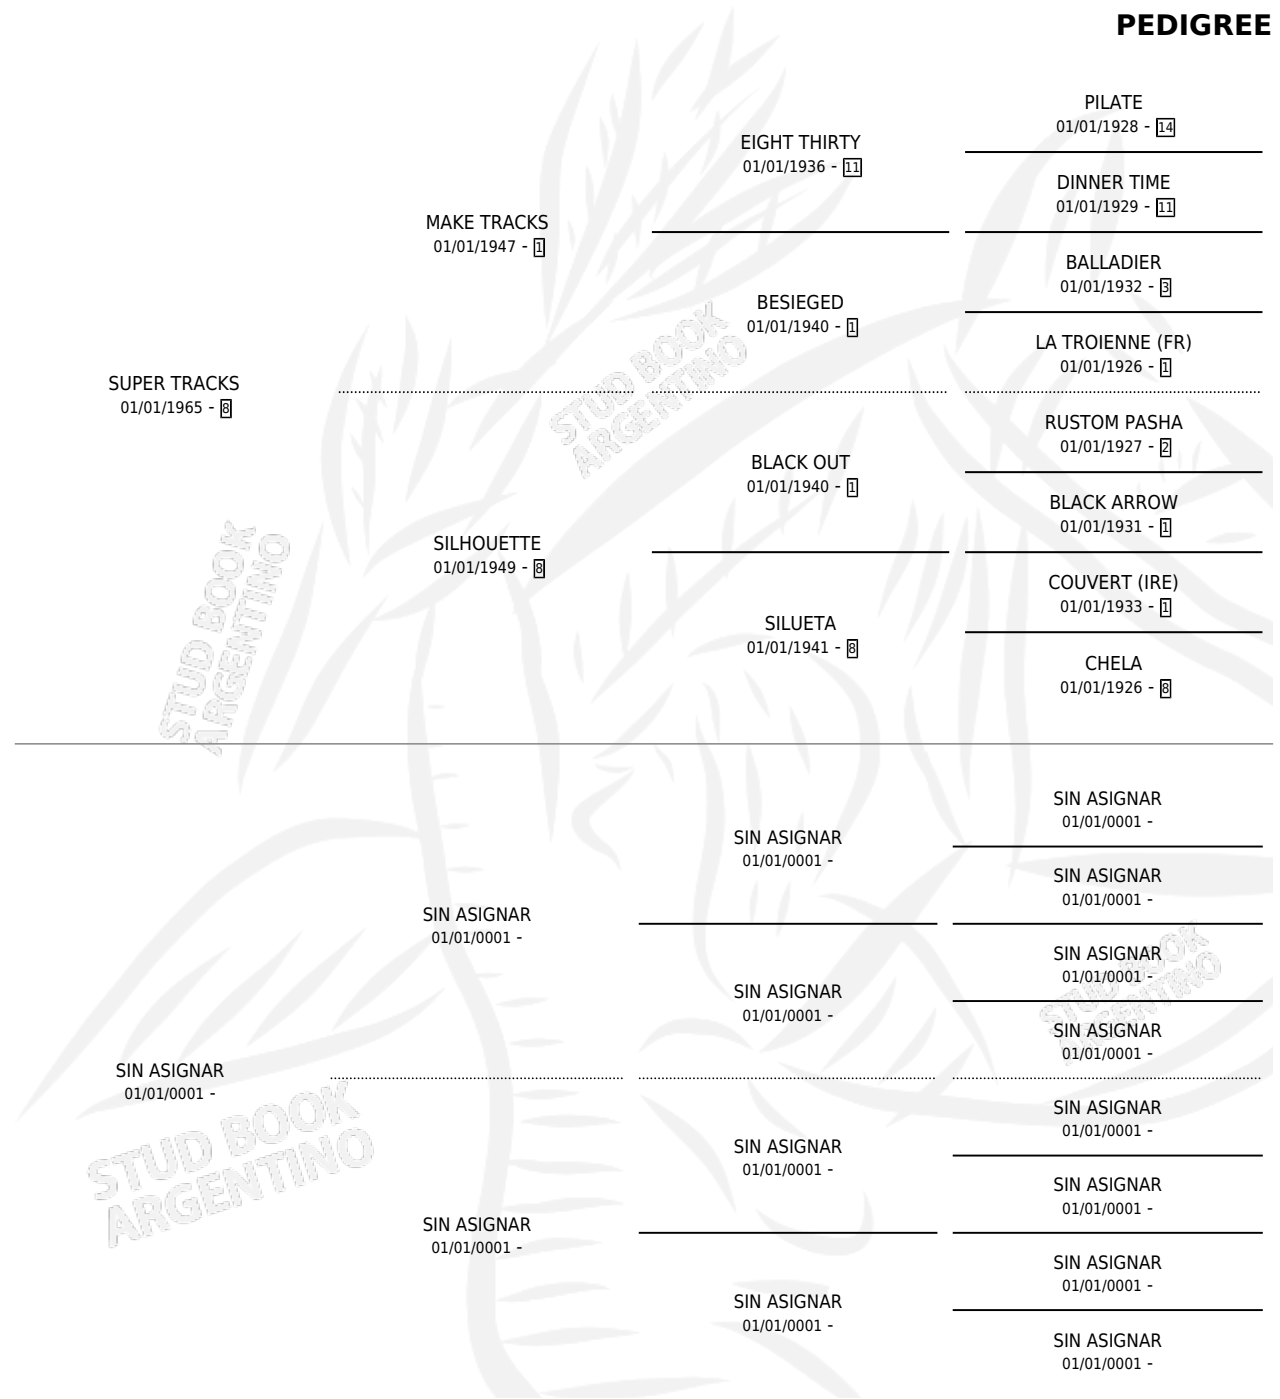 PEDIGREE
PILATE
01/01/1928 - 14
EIGHT THIRTY
01/01/1936 - 11
DINNER TIME
01/01/1929 - 11
MAKE TRACKS
01/01/1947 - 1
BALLADIER
01/01/1932 - 3
BESIEGED
01/01/1940 - 1
LA TROIENNE (FR)
01/01/1926 - 1
SUPER TRACKS
01/01/1965 - 8
RUSTOM PASHA
01/01/1927 - 2
BLACK OUT
01/01/1940 - 1
BLACK ARROW
01/01/1931 - 1
SILHOUETTE
01/01/1949 - 8
COUVERT (IRE)
01/01/1933 - 1
SILUETA
01/01/1941 - 8
CHELA
01/01/1926 - 8
STUD BOOK
ARGENTINO
STUD BOOK
ARGENTINO
SIN ASIGNAR
01/01/0001 -
SIN ASIGNAR
01/01/0001 -
SIN ASIGNAR
01/01/0001 -
SIN ASIGNAR
01/01/0001 -
SIN ASIGNAR
01/01/0001 -
SIN ASIGNAR
01/01/0001 -
SIN ASIGNAR
01/01/0001 -
SIN ASIGNAR
01/01/0001 -
SIN ASIGNAR
01/01/0001 -
SIN ASIGNAR
01/01/0001 -
SIN ASIGNAR
01/01/0001 -
SIN ASIGNAR
01/01/0001 -
SIN ASIGNAR
01/01/0001 -
SIN ASIGNAR
01/01/0001 -
SIN ASIGNAR
01/01/0001 -
STUD BOOK
ARGENTINO
STUD BOOK
ARGENTINO